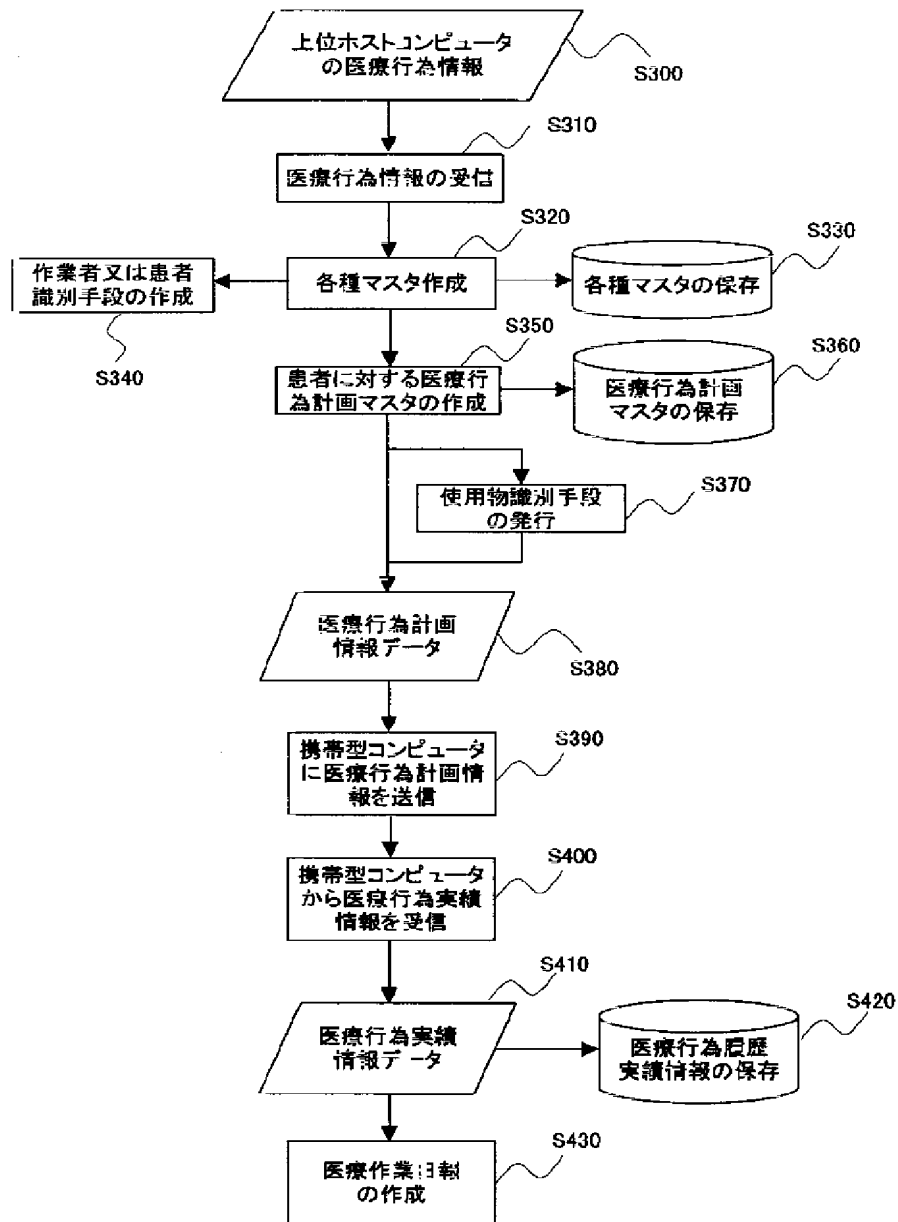 上位ホストコンピュータ
の医療行為情報
S300
S310
医療行為情報の受信
S320
S330
作業者又は患者
識別手段の作成
各種マスタ作成
各種マスタの保存
S340
S350
S360
患者に対する医療行
為計画マスタの作成
医療行為計画
マスタの保存
S370
使用物識別手段
の発行
医療行為計画
情報データ
S380
S390
携帯型コンピュータ
に医療行為計画情
報を送信
S400
携帯型コンピュータ
から医療行為実績
情報を受信
S410
S420
医療行為実績
情報データ
医療行為履歴
実績情報の保存
S430
医療作業日報
の作成